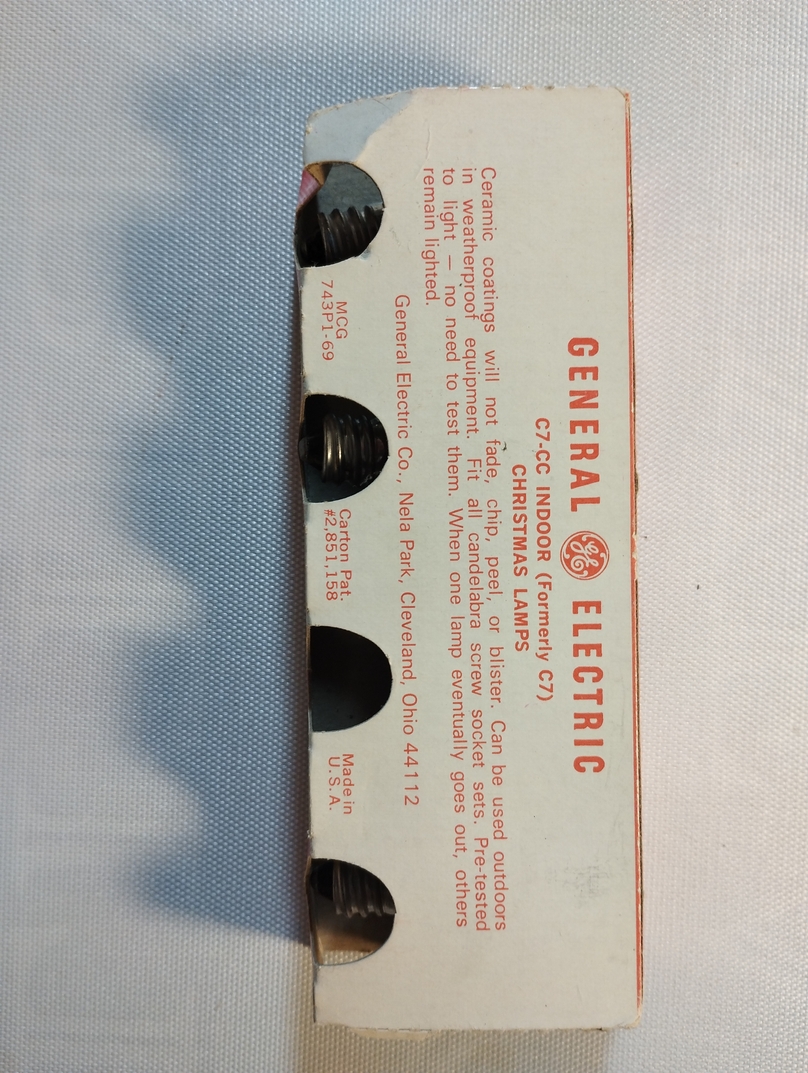 GENERAL GE ELECTRIC
C7-CC INDOOR (Formerly C7)
CHRISTMAS LAMPS
Ceramic coatings will not fade, chip, peel, or blister. Can be used outdoors
in weatherproof equipment. Fit all candelabra screw socket sets. Pre-tested
to light — no need to test them. When one lamp eventually goes out, others
remain lighted.
General Electric Co., Nela Park, Cleveland, Ohio 44112
MCG
743P1-69
Carton Pat.
#2,851,158
Made in
U.S.A.